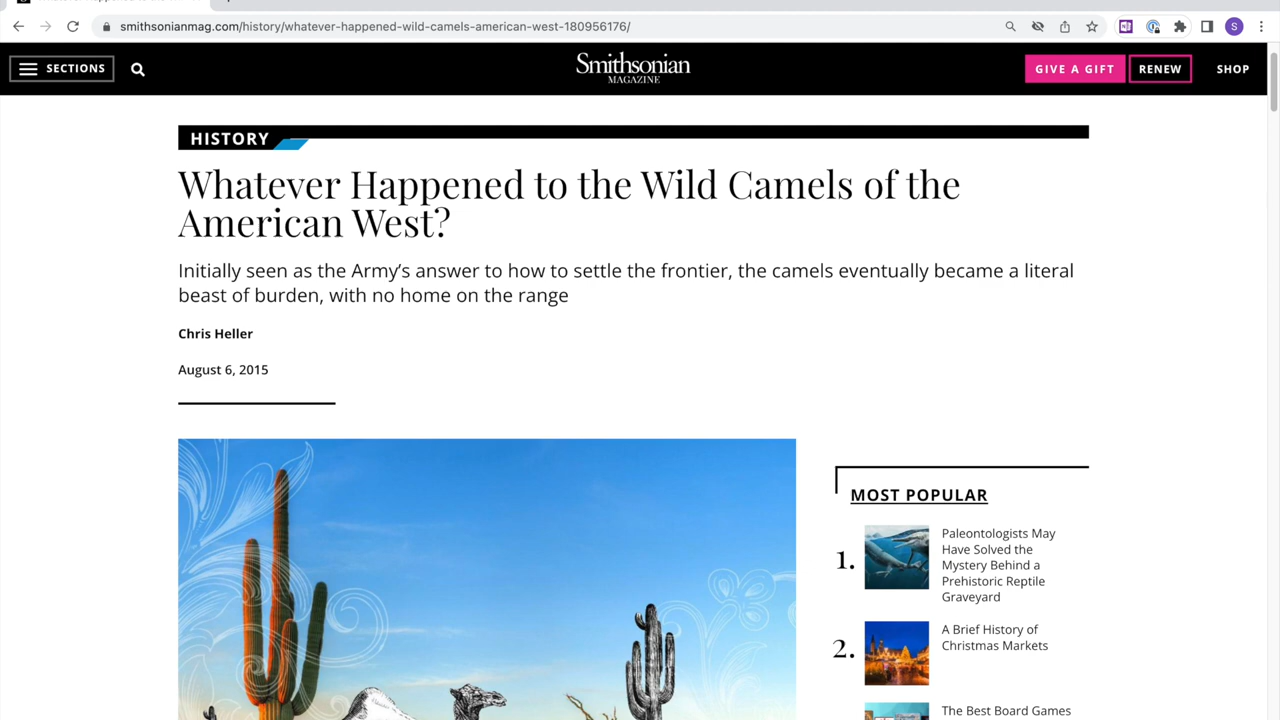 smithsonianmag.com/history/whatever-happened-wild-camels-american-west-180956176/
S
SECTIONS
Smithsonian
MAGAZINE
GIVE A GIFT
RENEW
SHOP
HISTORY
Whatever Happened to the Wild Camels of the
American West?
Initially seen as the Army's answer to how to settle the frontier, the camels eventually became a literal
beast of burden, with no home on the range
Chris Heller
August 6, 2015
MOST POPULAR
1.
Paleontologists May
Have Solved the
Mystery Behind a
Prehistoric Reptile
Graveyard
2.
A Brief History of
Christmas Markets
The Best Board Games